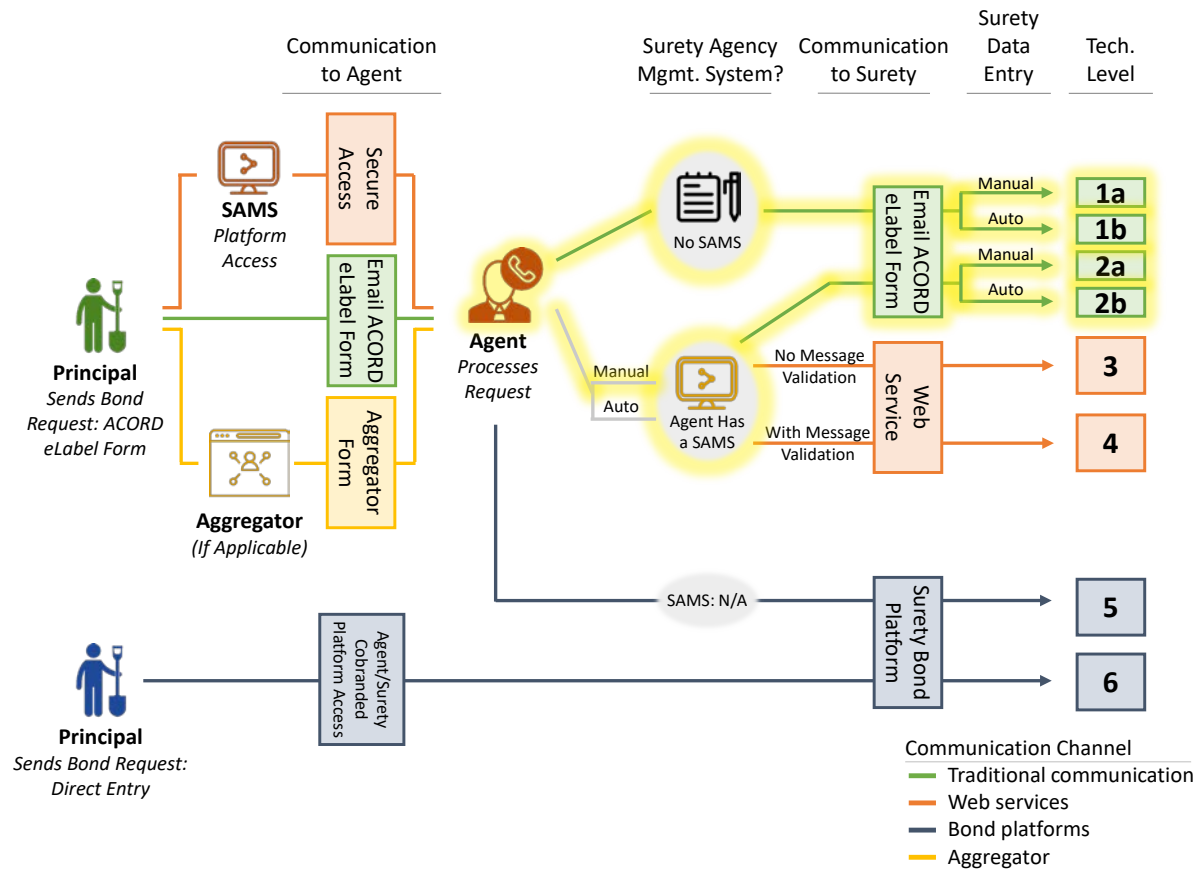 Communication
to Agent
Surety Agency
Mgmt. System?
Communication
to Surety
Surety
Data
Entry
Tech.
Level
SAMS
Platform
Access
Secure
Access
Principal
Sends Bond
Request: ACORD
eLabel Form
Email ACORD
eLabel Form
Aggregator
(If Applicable)
Aggregator
Form
Agent
Processes
Request
No SAMS
Manual
Auto
Agent Has
a SAMS
Email ACORD
eLabel Form
Manual
1a
Auto
1b
Manual
2a
Auto
2b
No Message
Validation
With Message
Validation
Web
Service
3
4
SAMS: N/A
Surety Bond
Platform
5
6
Principal
Sends Bond Request:
Direct Entry
Agent/Surety
Cobranded
Platform Access
Communication Channel
Traditional communication
Web services
Bond platforms
Aggregator